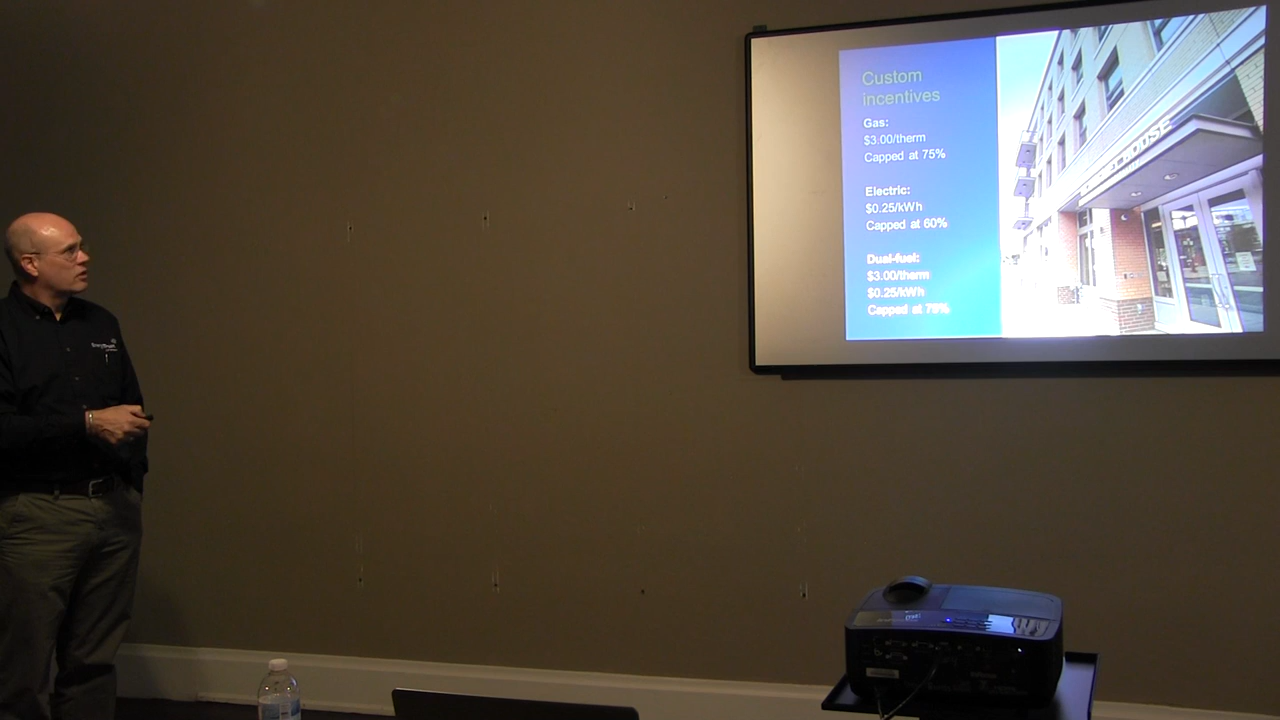 Custom
incentives
Gas:
$3.00/therm
Capped at 75%
Electric:
$0.25/kWh
Capped at 60%
Dual-fuel:
$3.00/therm
$0.25/kWh
Capped at 75%